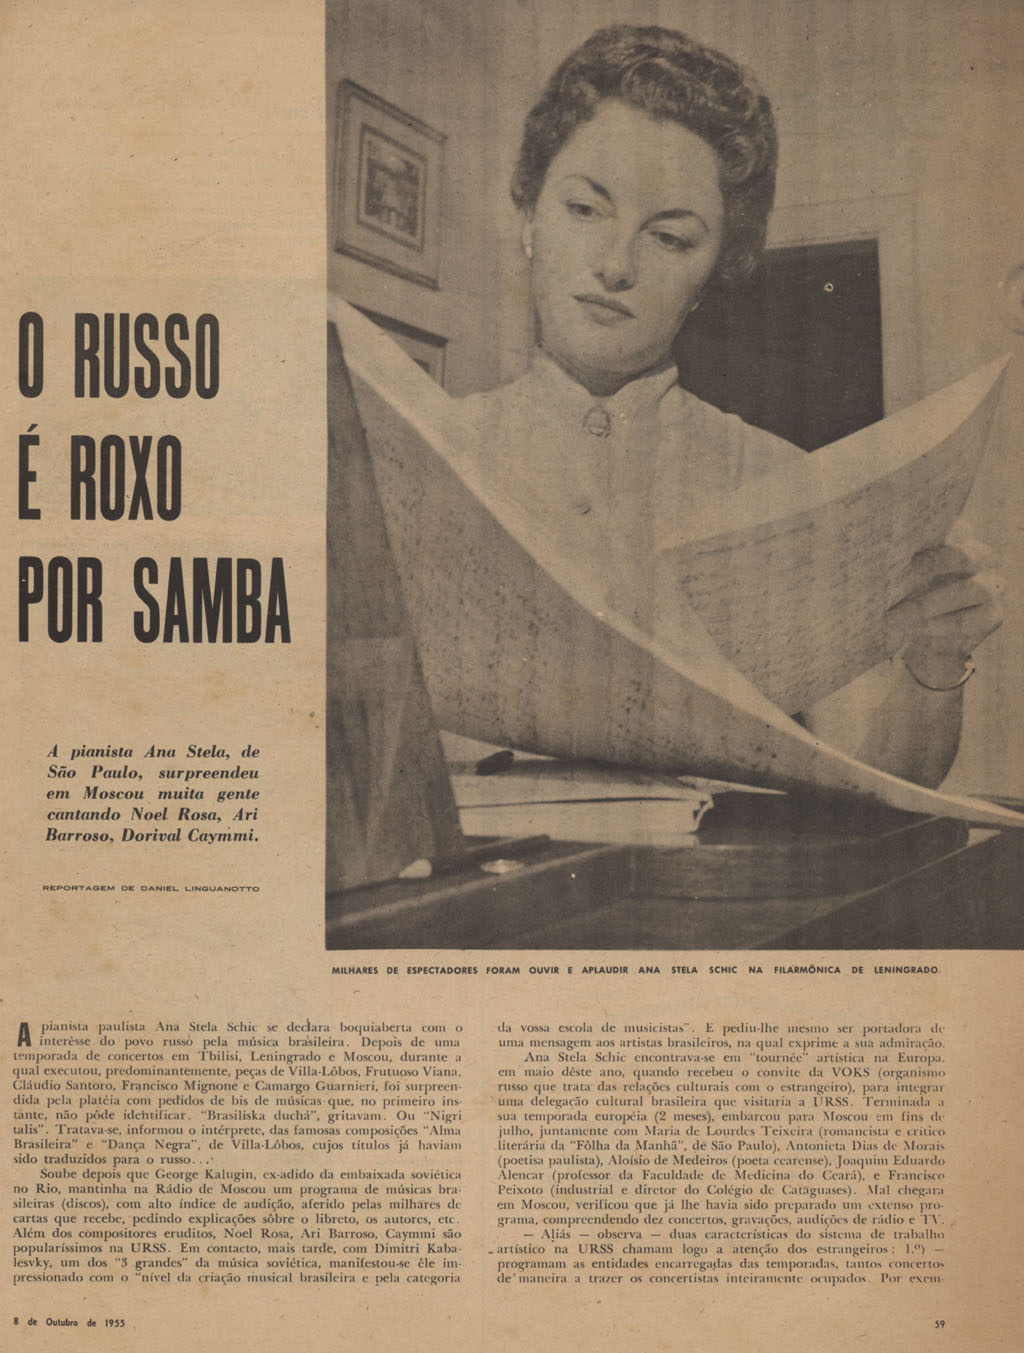 O RUSSO
É ROXO
POR SAMBA
A pianista Ana Stela, de
São Paulo, surpreendeu
em Moscou muita gente
cantando Noel Rosa, Ari
Barroso, Dorival Caymmi.
REPORTAGEM DE DANIEL LINGUANOTTO
MILHARES DE ESPECTADORES FORAM OUVIR E APLAUDIR ANA STELA SCHIC NA FILARMÔNICA DE LENINGRADO.
A pianista paulista Ana Stela Schic se declara boquiaberta com o
interêsse do povo russo pela música brasileira. Depois de uma
temporada de concertos em Tbilisi, Leningrado e Moscou, durante a
qual executou, predominantemente, peças de Villa-Lôbos, Frutuoso Viana,
Cláudio Santoro, Francisco Mignone e Camargo Guarnieri, foi surpreen-
dida pela platéia com pedidos de bis de músicas que, no primeiro ins-
tante, não pôde identificar. "Brasiliska duchá", gritavam. Ou "Nigri
talis". Tratava-se, informou o intérprete, das famosas composições "Alma
Brasileira" e "Dança Negra", de Villa-Lôbos, cujos títulos já haviam
sido traduzidos para o russo...
Soube depois que George Kalugin, ex-adido da embaixada soviética
no Rio, mantinha na Rádio de Moscou um programa de músicas bra-
sileiras (discos), com alto índice de audição, aferido pelas milhares de
cartas que recebe, pedindo explicações sôbre o libreto, os autores, etc.
Além dos compositores eruditos, Noel Rosa, Ari Barroso, Caymmi são
popularíssimos na URSS. Em contacto, mais tarde, com Dimitri Kaba-
lesvky, um dos "3 grandes" da música soviética, manifestou-se êle im-
pressionado com o "nível da criação musical brasileira e pela categoria
da vossa escola de musicistas". E pediu-lhe mesmo ser portadora de
uma mensagem aos artistas brasileiros, na qual exprime a sua admiração.
Ana Stela Schic encontrava-se em "tournée" artística na Europa,
em maio dêste ano, quando recebeu o convite da VOKS (organismo
russo que trata das relações culturais com o estrangeiro), para integrar
uma delegação cultural brasileira que visitaria a URSS. Terminada a
sua temporada européia (2 meses), embarcou para Moscou em fins de
julho, juntamente com Maria de Lourdes Teixeira (romancista e crítico
literária da "Fôlha da Manhã", de São Paulo), Antonieta Dias de Morais
(poetisa paulista), Aloísio de Medeiros (poeta cearense), Joaquim Eduardo
Alencar (professor da Faculdade de Medicina do Ceará), e Francisco
Peixoto (industrial e diretor do Colégio de Cataguases). Mal chegara
em Moscou, verificou que já lhe havia sido preparado um extenso pro-
grama, compreendendo dez concertos, gravações, audições de rádio e TV.
— Aliás — observa — duas características do sistema de trabalho
artístico na URSS chamam logo a atenção dos estrangeiros: 1.º) —
programam as entidades encarregadas das temporadas, tantos concertos
de maneira a trazer os concertistas inteiramente ocupados. Por exem-
8 de Outubro de 1955
59